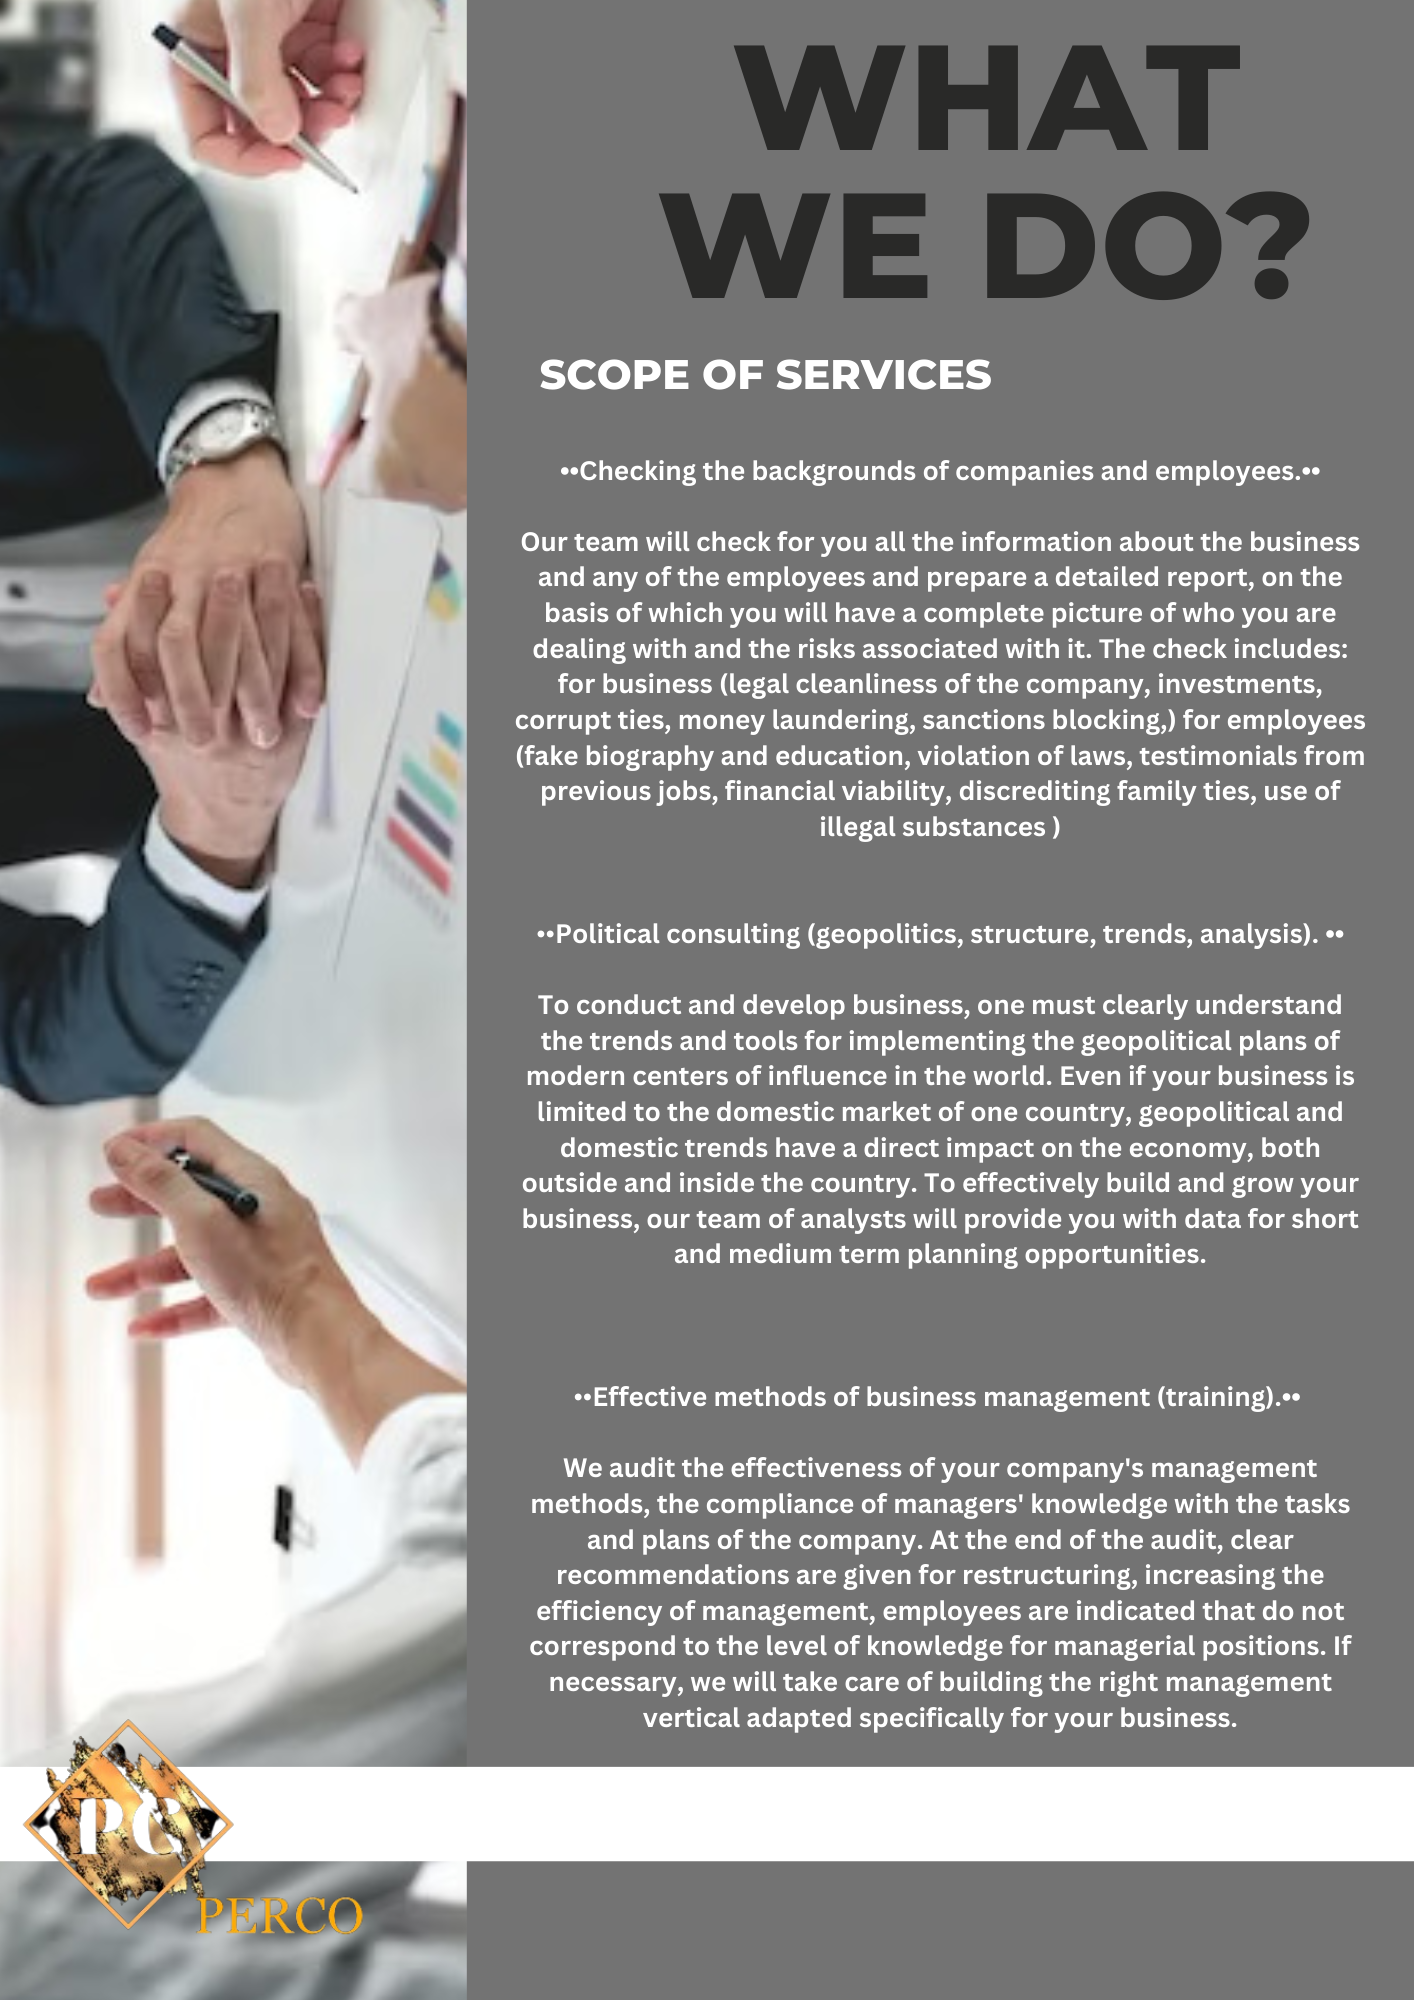 WHAT
WE DO?
SCOPE OF SERVICES
••Checking the backgrounds of companies and employees.••
Our team will check for you all the information about the business
and any of the employees and prepare a detailed report, on the
basis of which you will have a complete picture of who you are
dealing with and the risks associated with it. The check includes:
for business (legal cleanliness of the company, investments,
corrupt ties, money laundering, sanctions blocking,) for employees
(fake biography and education, violation of laws, testimonials from
previous jobs, financial viability, discrediting family ties, use of
illegal substances )
••Political consulting (geopolitics, structure, trends, analysis). ••
To conduct and develop business, one must clearly understand
the trends and tools for implementing the geopolitical plans of
modern centers of influence in the world. Even if your business is
limited to the domestic market of one country, geopolitical and
domestic trends have a direct impact on the economy, both
outside and inside the country. To effectively build and grow your
business, our team of analysts will provide you with data for short
and medium term planning opportunities.
••Effective methods of business management (training).••
We audit the effectiveness of your company's management
methods, the compliance of managers' knowledge with the tasks
and plans of the company. At the end of the audit, clear
recommendations are given for restructuring, increasing the
efficiency of management, employees are indicated that do not
correspond to the level of knowledge for managerial positions. If
necessary, we will take care of building the right management
vertical adapted specifically for your business.
PC
PERCO